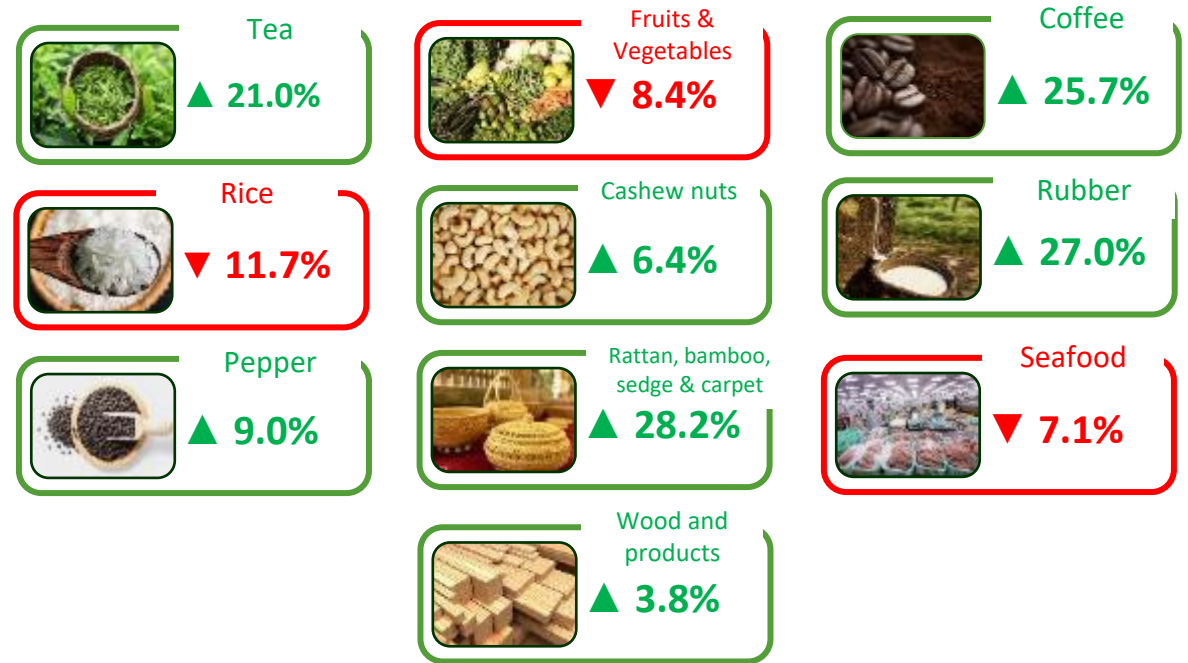 Tea
▲ 21.0%
Fruits &
Vegetables
▼ 8.4%
Coffee
▲ 25.7%
Rice
▼ 11.7%
Cashew nuts
▲ 6.4%
Rubber
▲ 27.0%
Pepper
▲ 9.0%
Rattan, bamboo,
sedge & carpet
▲ 28.2%
Seafood
▼ 7.1%
Wood and
products
▲ 3.8%